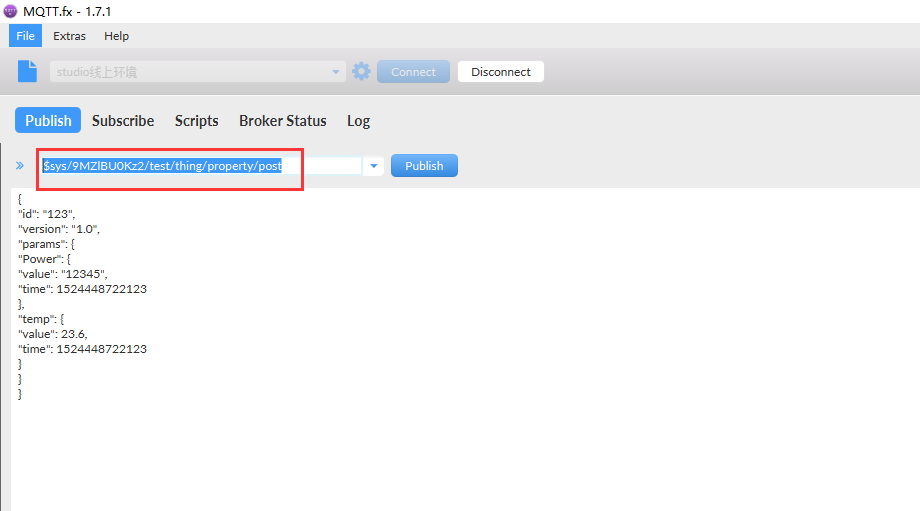 MQTT.fx - 1.7.1
File Extras Help
studio线上环境 Connect Disconnect
Publish Subscribe Scripts Broker Status Log
» $sys/9MZlBU0Kz2/test/thing/property/post Publish
{
"id": "123",
"version": "1.0",
"params": {
"Power": {
"value": "12345",
"time": 1524448722123
},
"temp": {
"value": 23.6,
"time": 1524448722123
}
}
}